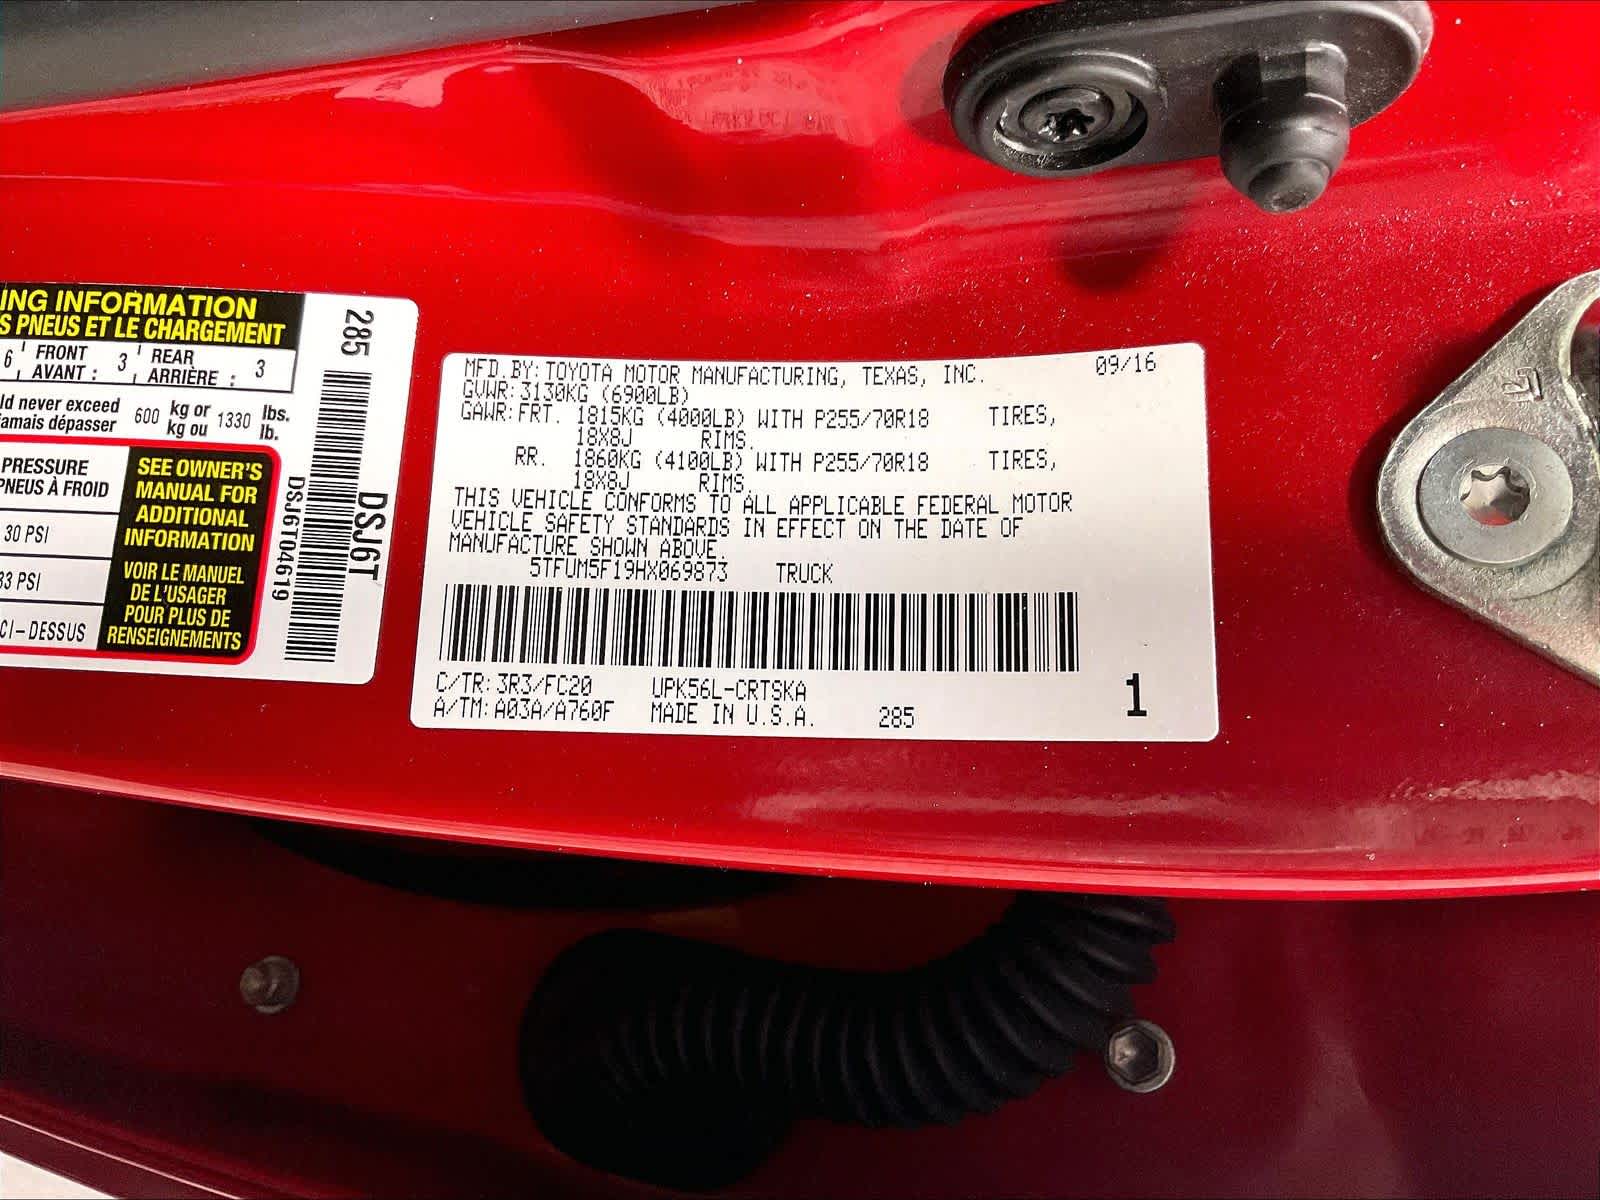 ING INFORMATION
S PNEUS ET LE CHARGEMENT
6 FRONT AVANT : 3 REAR ARRIÈRE : 3
ld never exceed 600 kg or 1330 lbs.
amais dépasser kg ou lb.
PRESSURE
PNEUS À FROID
30 PSI
33 PSI
CI-DESSUS
SEE OWNER'S
MANUAL FOR
ADDITIONAL
INFORMATION
VOIR LE MANUEL
DE L'USAGER
POUR PLUS DE
RENSEIGNEMENTS
285
DSJ6T
DSJ6T04619
MFD.BY:TOYOTA MOTOR MANUFACTURING, TEXAS, INC. 09/16
GVWR:3130KG (6900LB)
GAWR:FRT. 1815KG (4000LB) WITH P255/70R18 TIRES,
18X8J RIMS.
RR. 1860KG (4100LB) WITH P255/70R18 TIRES,
18X8J RIMS.
THIS VEHICLE CONFORMS TO ALL APPLICABLE FEDERAL MOTOR
VEHICLE SAFETY STANDARDS IN EFFECT ON THE DATE OF
MANUFACTURE SHOWN ABOVE.
5TFUM5F19HX069873 TRUCK
C/TR:3R3/FC20 UPK56L-CRTSKA
A/TM:A03A/A760F MADE IN U.S.A. 285
1